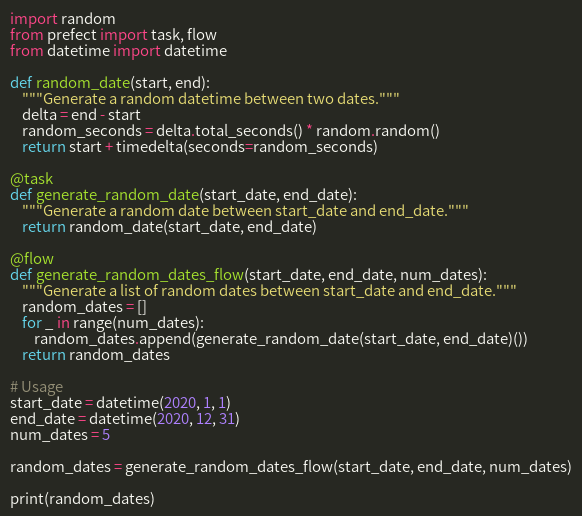 import random
from prefect import task, flow
from datetime import datetime

def random_date(start, end):
    """Generate a random datetime between two dates."""
    delta = end - start
    random_seconds = delta.total_seconds() * random.random()
    return start + timedelta(seconds=random_seconds)

@task
def generate_random_date(start_date, end_date):
    """Generate a random date between start_date and end_date."""
    return random_date(start_date, end_date)

@flow
def generate_random_dates_flow(start_date, end_date, num_dates):
    """Generate a list of random dates between start_date and end_date."""
    random_dates = []
    for _ in range(num_dates):
        random_dates.append(generate_random_date(start_date, end_date)())
    return random_dates

# Usage
start_date = datetime(2020, 1, 1)
end_date = datetime(2020, 12, 31)
num_dates = 5

random_dates = generate_random_dates_flow(start_date, end_date, num_dates)

print(random_dates)